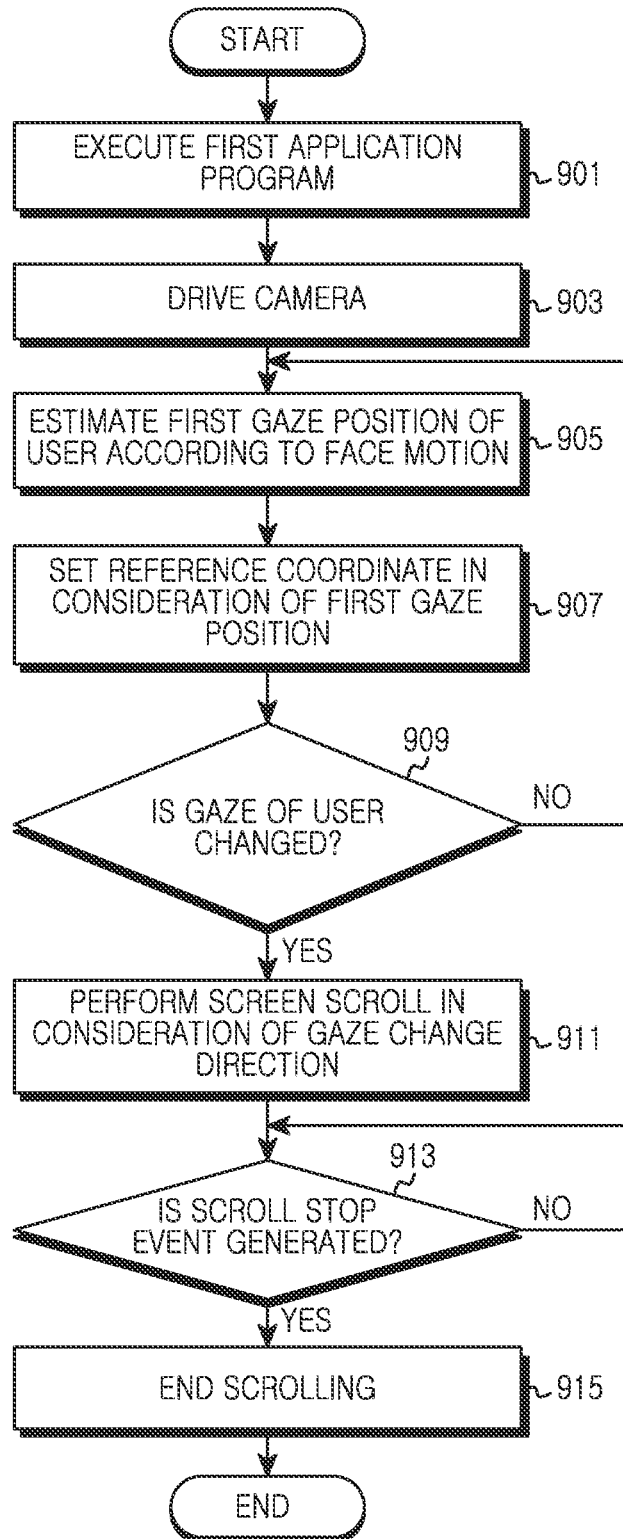 START
EXECUTE FIRST APPLICATION
PROGRAM
901
DRIVE CAMERA
903
ESTIMATE FIRST GAZE POSITION OF
USER ACCORDING TO FACE MOTION
905
SET REFERENCE COORDINATE IN
CONSIDERATION OF FIRST GAZE
POSITION
907
909
IS GAZE OF USER
CHANGED?
NO
YES
PERFORM SCREEN SCROLL IN
CONSIDERATION OF GAZE CHANGE
DIRECTION
911
913
IS SCROLL STOP
EVENT GENERATED?
NO
YES
END SCROLLING
915
END